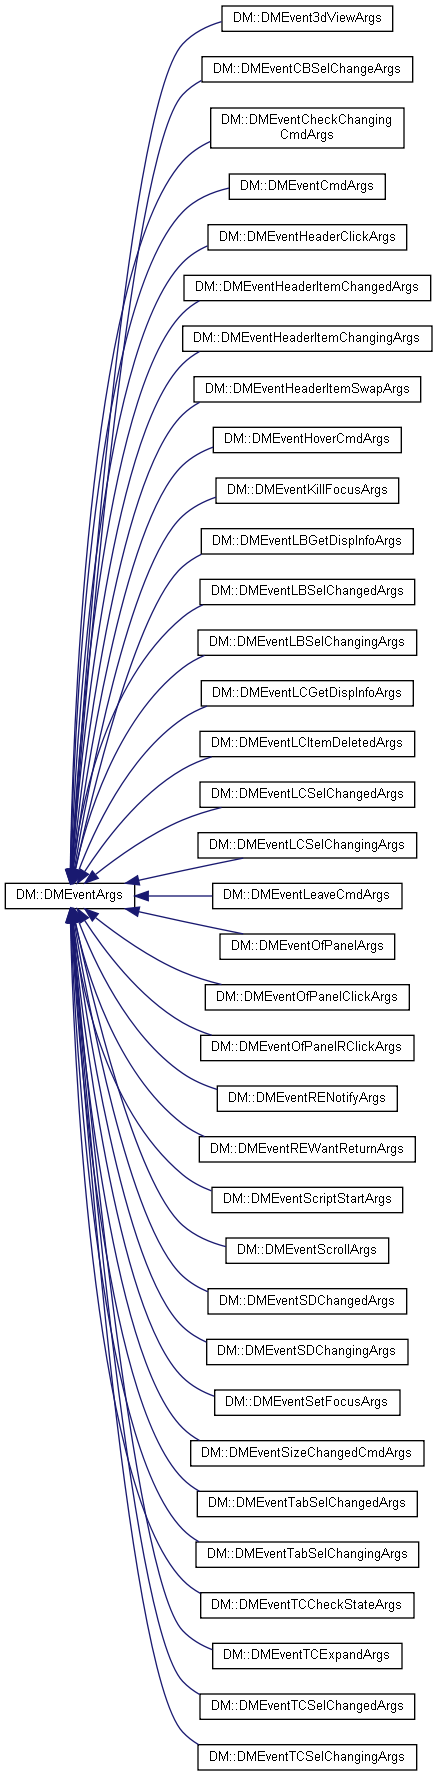 DM::DMEvent3dViewArgs
DM::DMEventCBSelChangeArgs
DM::DMEventCheckChanging
CmdArgs
DM::DMEventCmdArgs
DM::DMEventHeaderClickArgs
DM::DMEventHeaderItemChangedArgs
DM::DMEventHeaderItemChangingArgs
DM::DMEventHeaderItemSwapArgs
DM::DMEventHoverCmdArgs
DM::DMEventKillFocusArgs
DM::DMEventLBGetDispInfoArgs
DM::DMEventLBSelChangedArgs
DM::DMEventLBSelChangingArgs
DM::DMEventLCGetDispInfoArgs
DM::DMEventLCItemDeletedArgs
DM::DMEventLCSelChangedArgs
DM::DMEventLCSelChangingArgs
DM::DMEventArgs
DM::DMEventLeaveCmdArgs
DM::DMEventOfPanelArgs
DM::DMEventOfPanelClickArgs
DM::DMEventOfPanelRClickArgs
DM::DMEventRENotifyArgs
DM::DMEventREWantReturnArgs
DM::DMEventScriptStartArgs
DM::DMEventScrollArgs
DM::DMEventSDChangedArgs
DM::DMEventSDChangingArgs
DM::DMEventSetFocusArgs
DM::DMEventSizeChangedCmdArgs
DM::DMEventTabSelChangedArgs
DM::DMEventTabSelChangingArgs
DM::DMEventTCCheckStateArgs
DM::DMEventTCExpandArgs
DM::DMEventTCSelChangedArgs
DM::DMEventTCSelChangingArgs